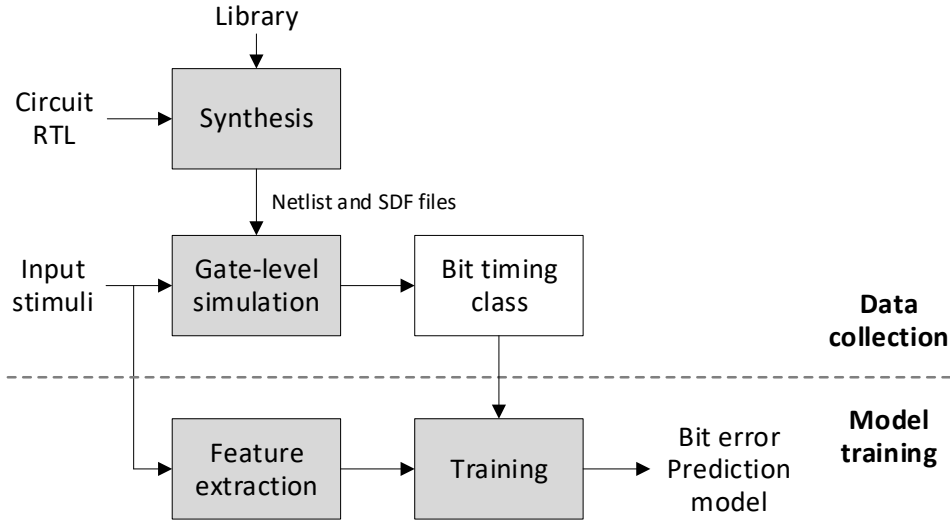 Library
Circuit
RTL
Synthesis
Netlist and SDF files
Input
stimuli
Gate-level
simulation
Bit timing
class
Data
collection
Feature
extraction
Training
Bit error
Prediction
model
Model
training